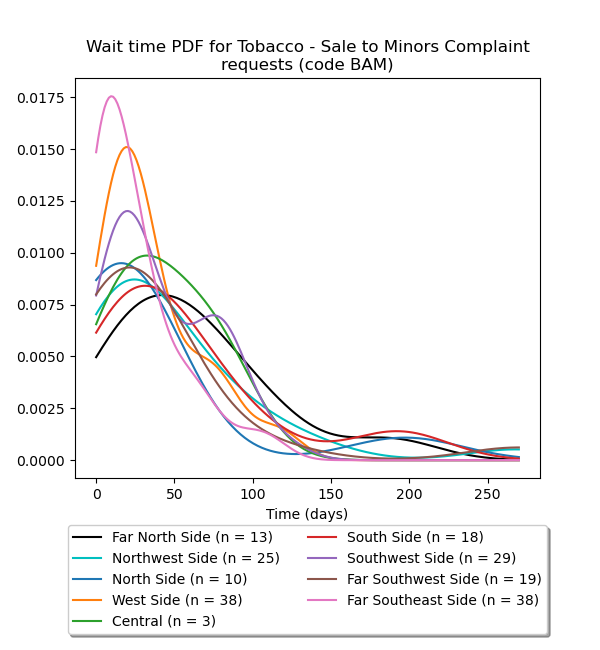 Wait time PDF for Tobacco - Sale to Minors Complaint
requests (code BAM)
0.0175
0.0150
0.0125
0.0100
0.0075
0.0050
0.0025
0.0000
0 50 100 150 200 250
Time (days)
Far North Side (n = 13)
Northwest Side (n = 25)
North Side (n = 10)
West Side (n = 38)
Central (n = 3)
South Side (n = 18)
Southwest Side (n = 29)
Far Southwest Side (n = 19)
Far Southeast Side (n = 38)